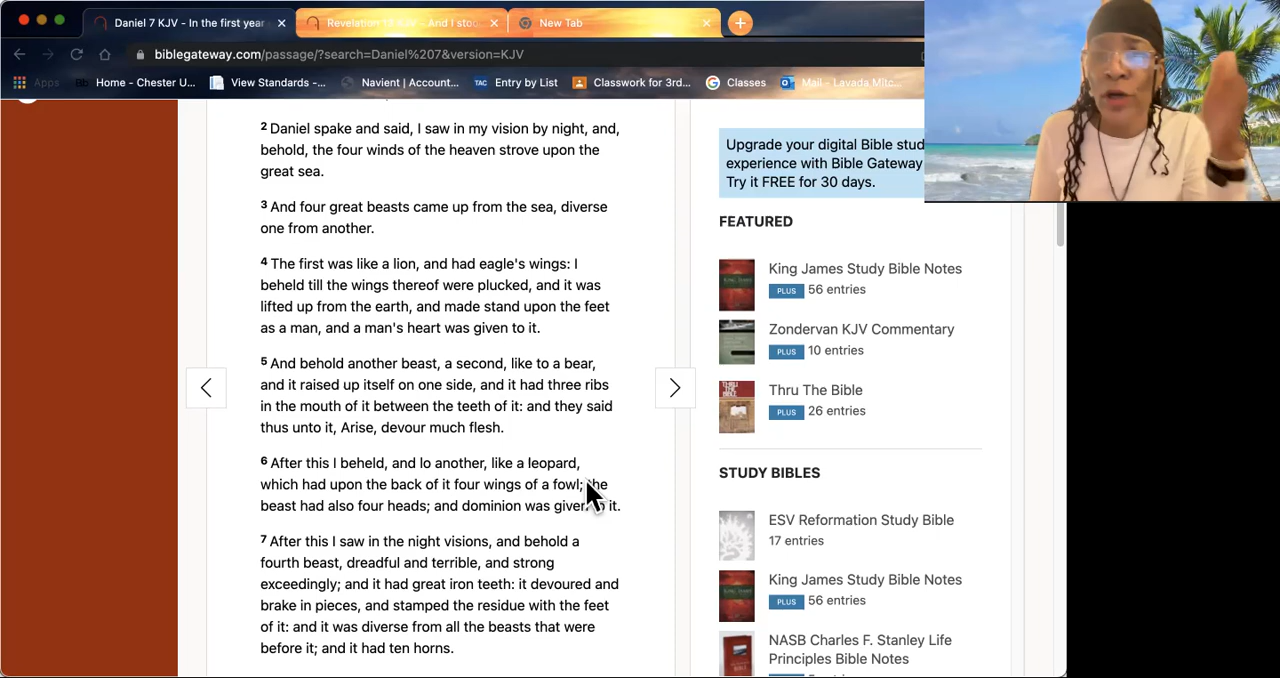 Daniel 7 KJV - In the first year
Revelation 13 KJV - And I stoo
New Tab
biblegateway.com/passage/?search=Daniel%207&version=KJV
Apps
Home - Chester U...
View Standards -...
Navient | Account...
TAC Entry by List
Classwork for 3rd...
Classes
Mail - Lavada Mitc...
2 Daniel spake and said, I saw in my vision by night, and,
behold, the four winds of the heaven strove upon the
great sea.
3 And four great beasts came up from the sea, diverse
one from another.
4 The first was like a lion, and had eagle's wings: I
beheld till the wings thereof were plucked, and it was
lifted up from the earth, and made stand upon the feet
as a man, and a man's heart was given to it.
5 And behold another beast, a second, like to a bear,
and it raised up itself on one side, and it had three ribs
in the mouth of it between the teeth of it: and they said
thus unto it, Arise, devour much flesh.
6 After this I beheld, and lo another, like a leopard,
which had upon the back of it four wings of a fowl; the
beast had also four heads; and dominion was given to it.
7 After this I saw in the night visions, and behold a
fourth beast, dreadful and terrible, and strong
exceedingly; and it had great iron teeth: it devoured and
brake in pieces, and stamped the residue with the feet
of it: and it was diverse from all the beasts that were
before it; and it had ten horns.
Upgrade your digital Bible stud
experience with Bible Gateway
Try it FREE for 30 days.
FEATURED
King James Study Bible Notes
PLUS 56 entries
Zondervan KJV Commentary
PLUS 10 entries
Thru The Bible
PLUS 26 entries
STUDY BIBLES
ESV Reformation Study Bible
17 entries
King James Study Bible Notes
PLUS 56 entries
NASB Charles F. Stanley Life
Principles Bible Notes